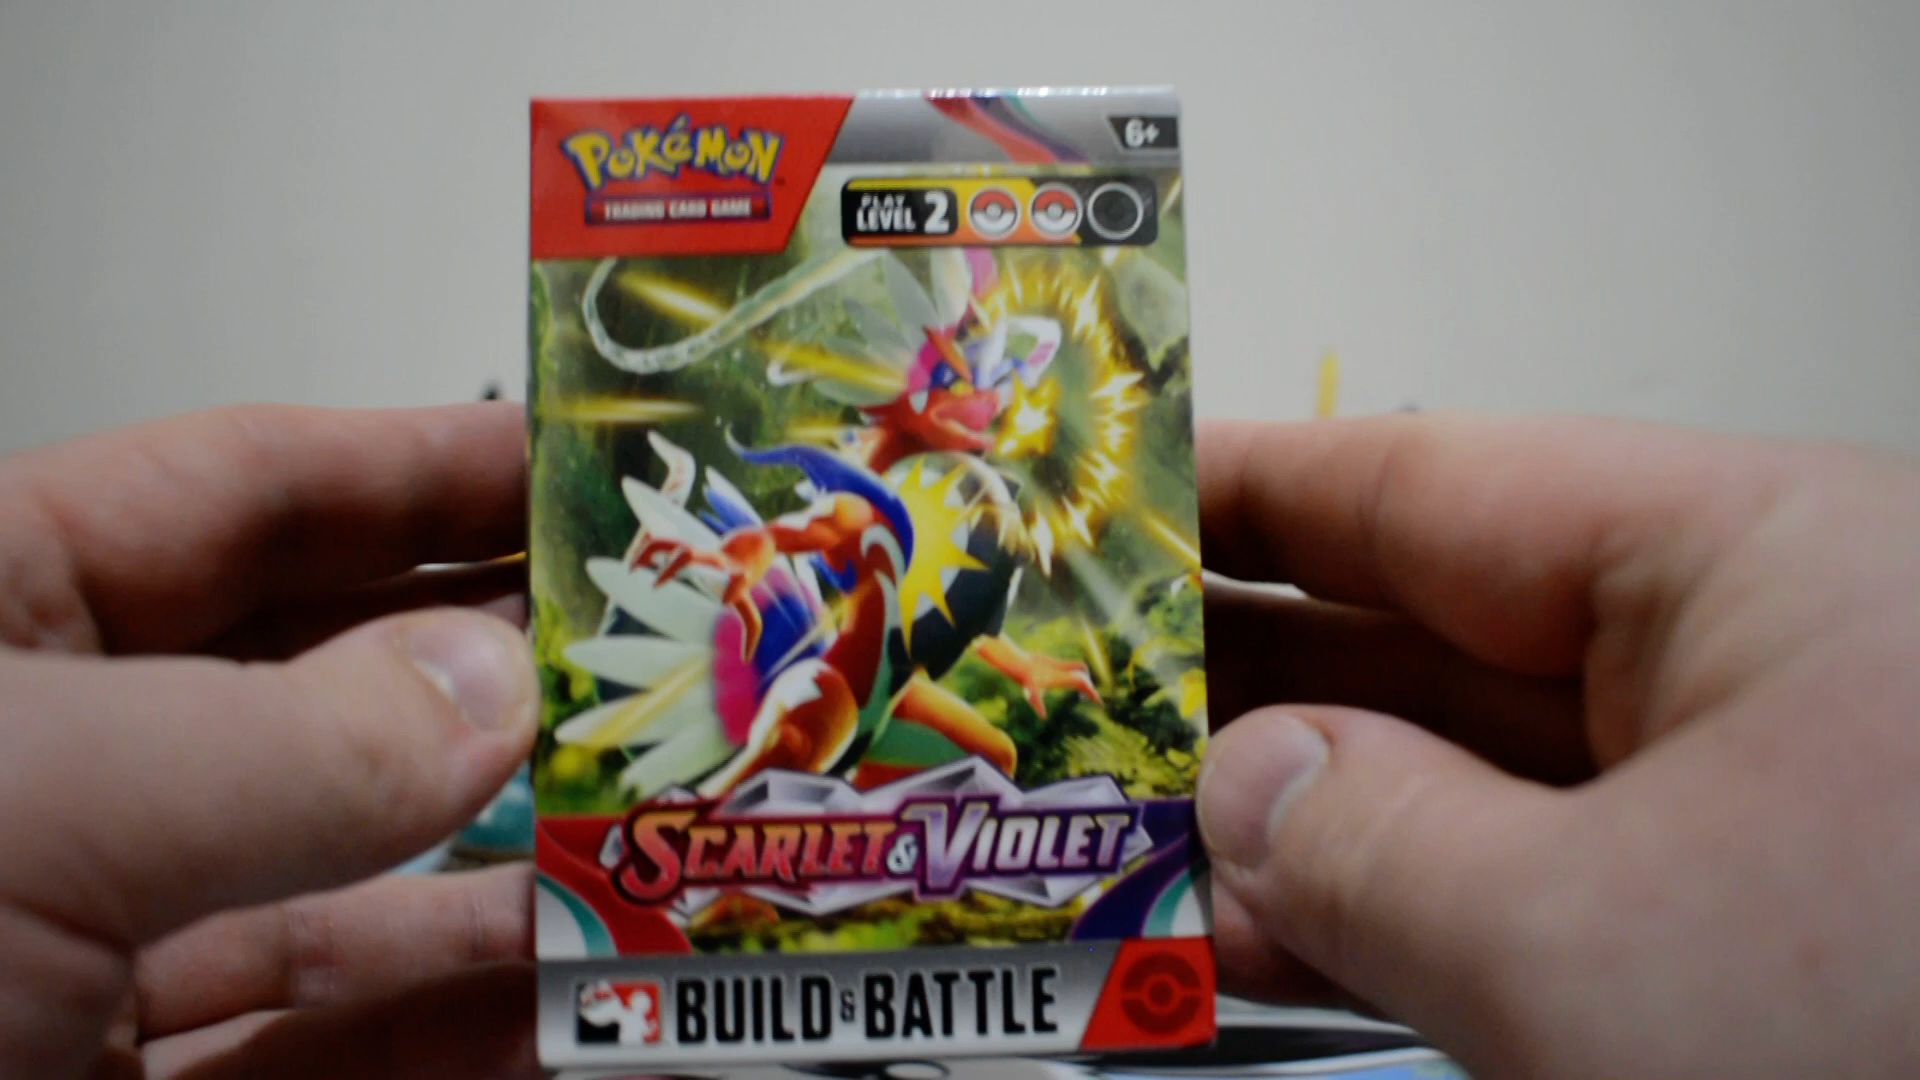 POKéMON
TRADING CARD GAME
6+
PLAY
LEVEL 2
SCARLET & VIOLET
BUILD & BATTLE